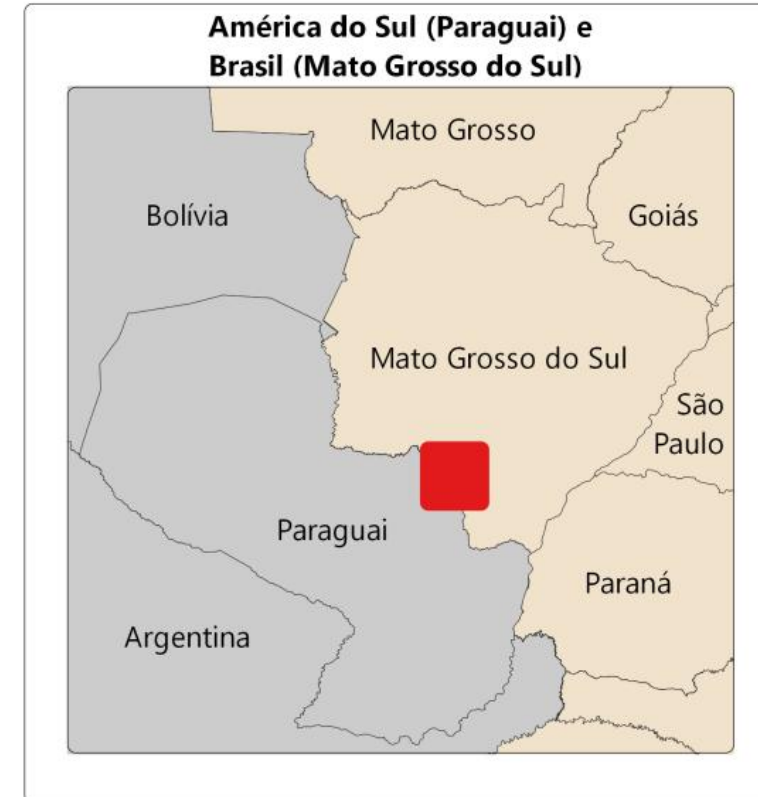 América do Sul (Paraguai) e
Brasil (Mato Grosso do Sul)
Mato Grosso
Bolívia
Goiás
Mato Grosso do Sul
São
Paulo
Paraguai
Paraná
Argentina